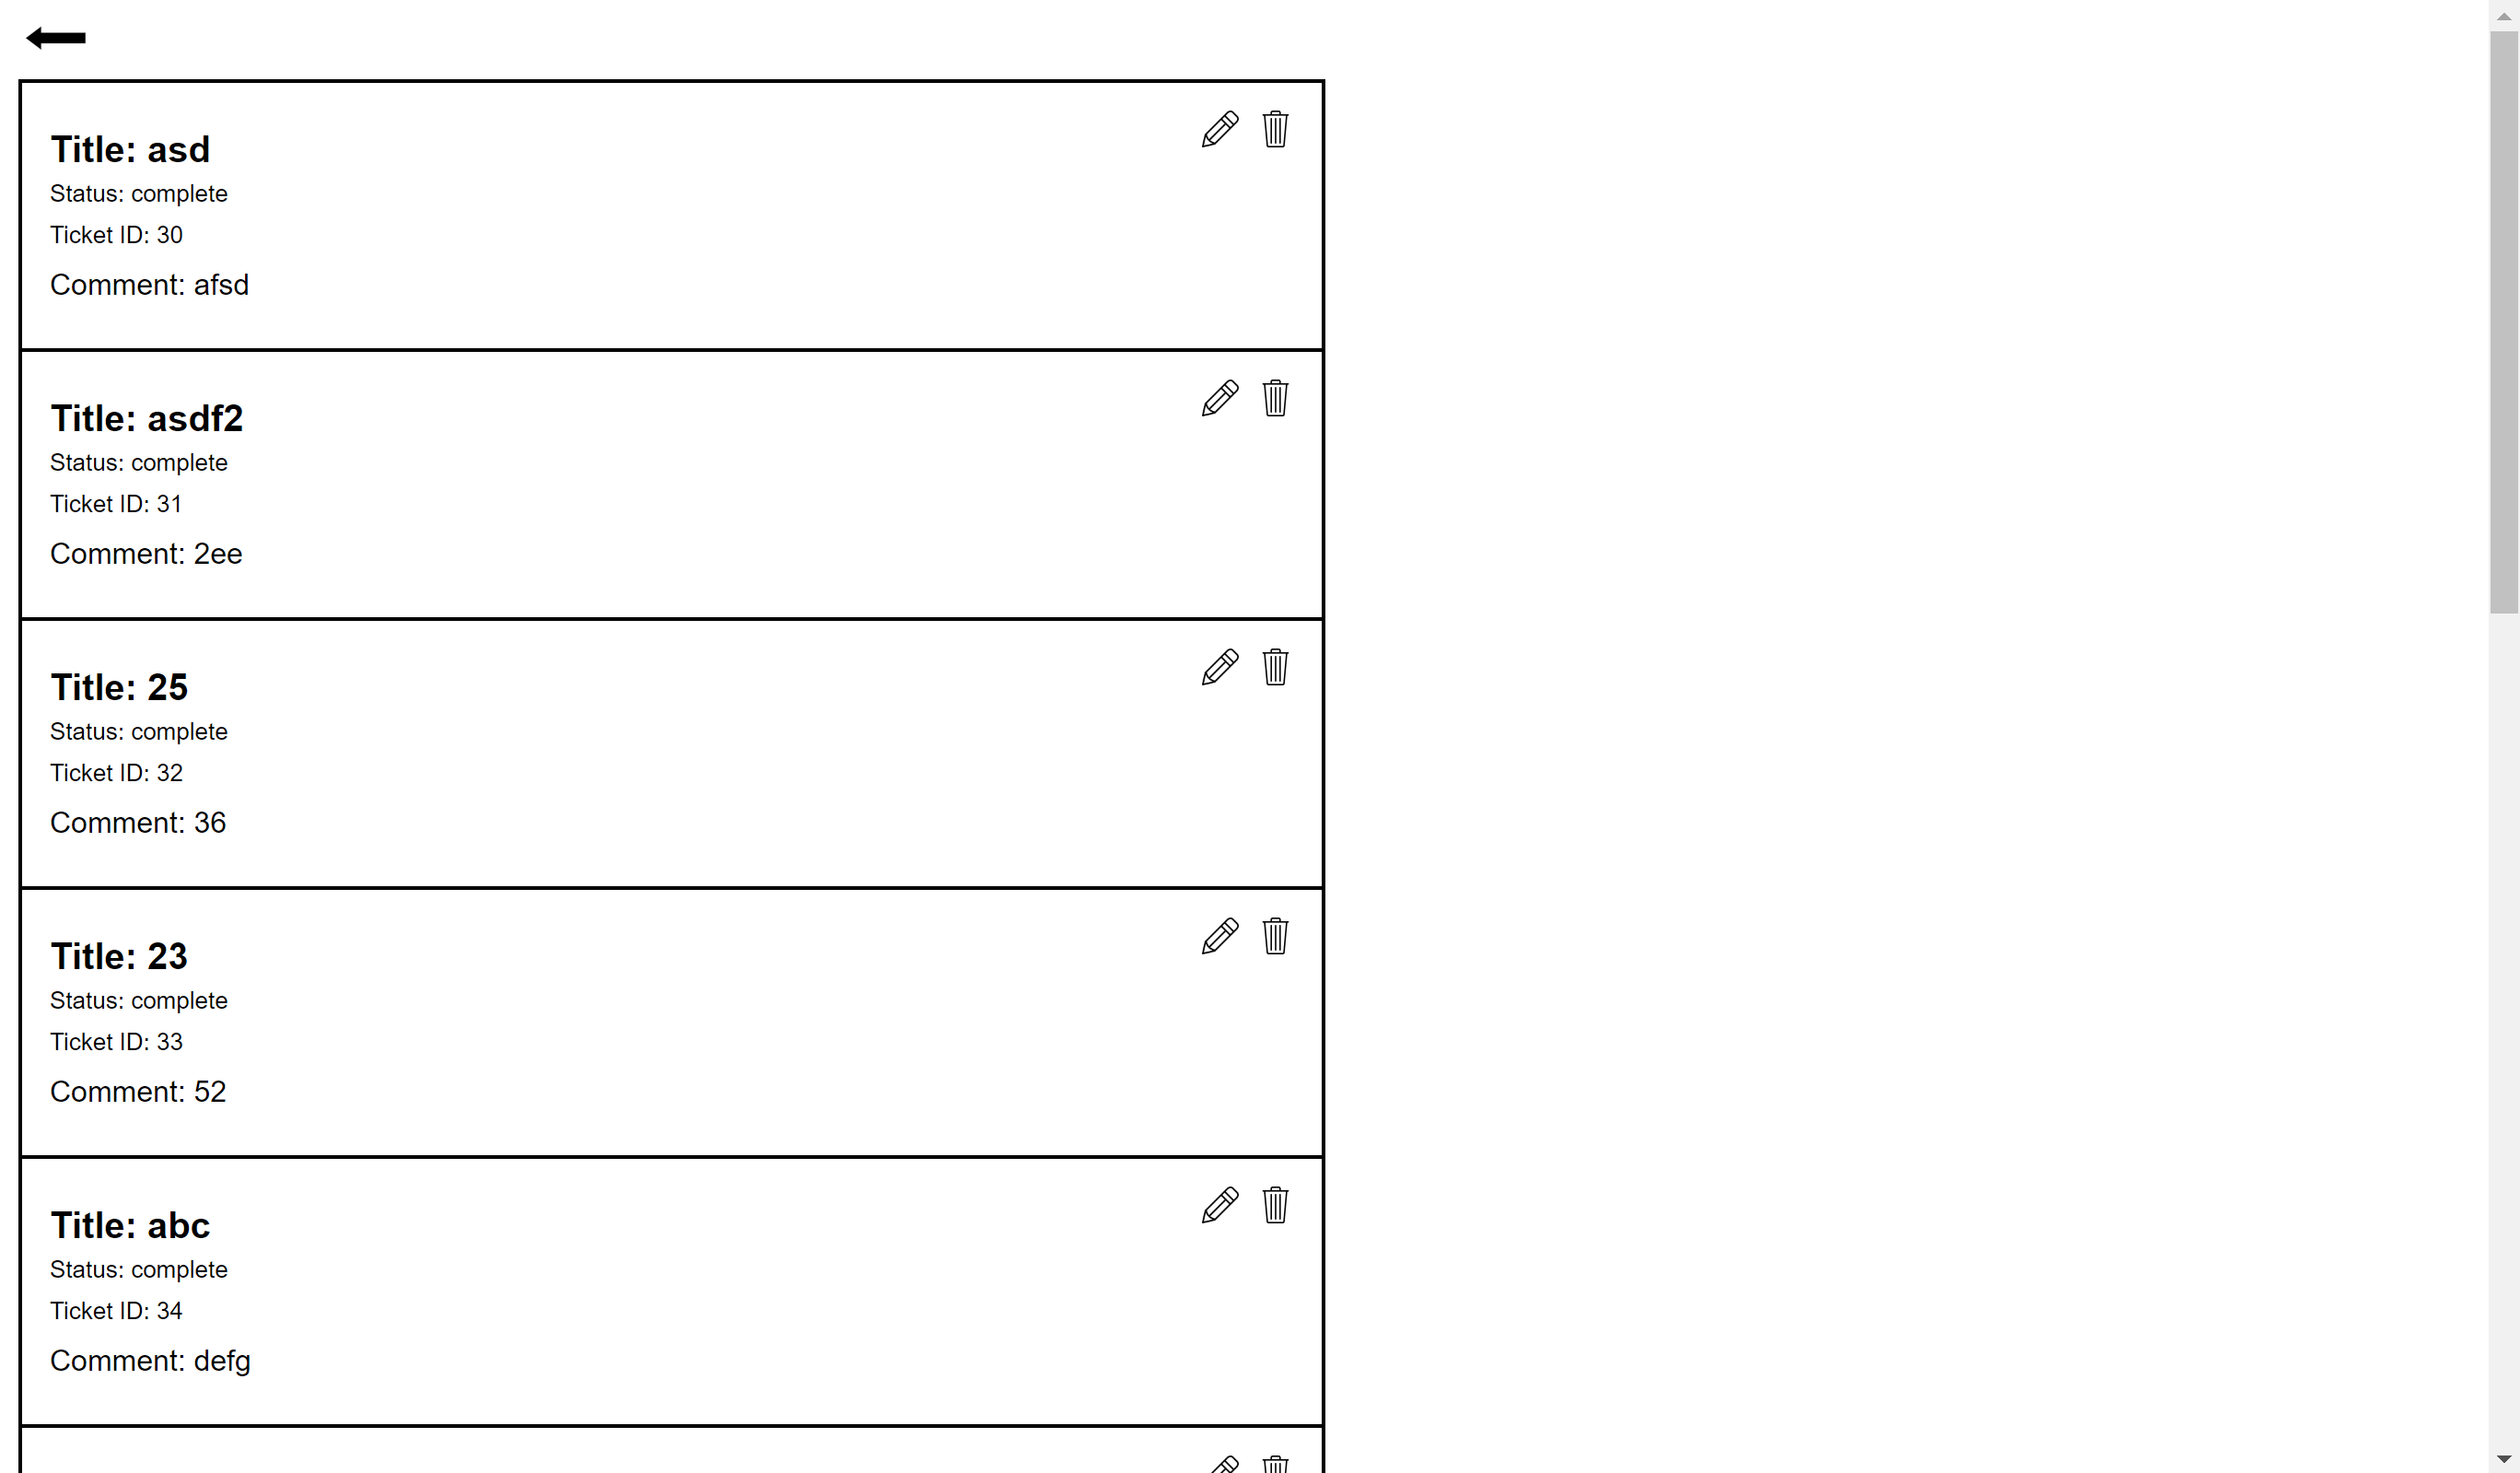 Title: asd
Status: complete
Ticket ID: 30
Comment: afsd
Title: asdf2
Status: complete
Ticket ID: 31
Comment: 2ee
Title: 25
Status: complete
Ticket ID: 32
Comment: 36
Title: 23
Status: complete
Ticket ID: 33
Comment: 52
Title: abc
Status: complete
Ticket ID: 34
Comment: defg